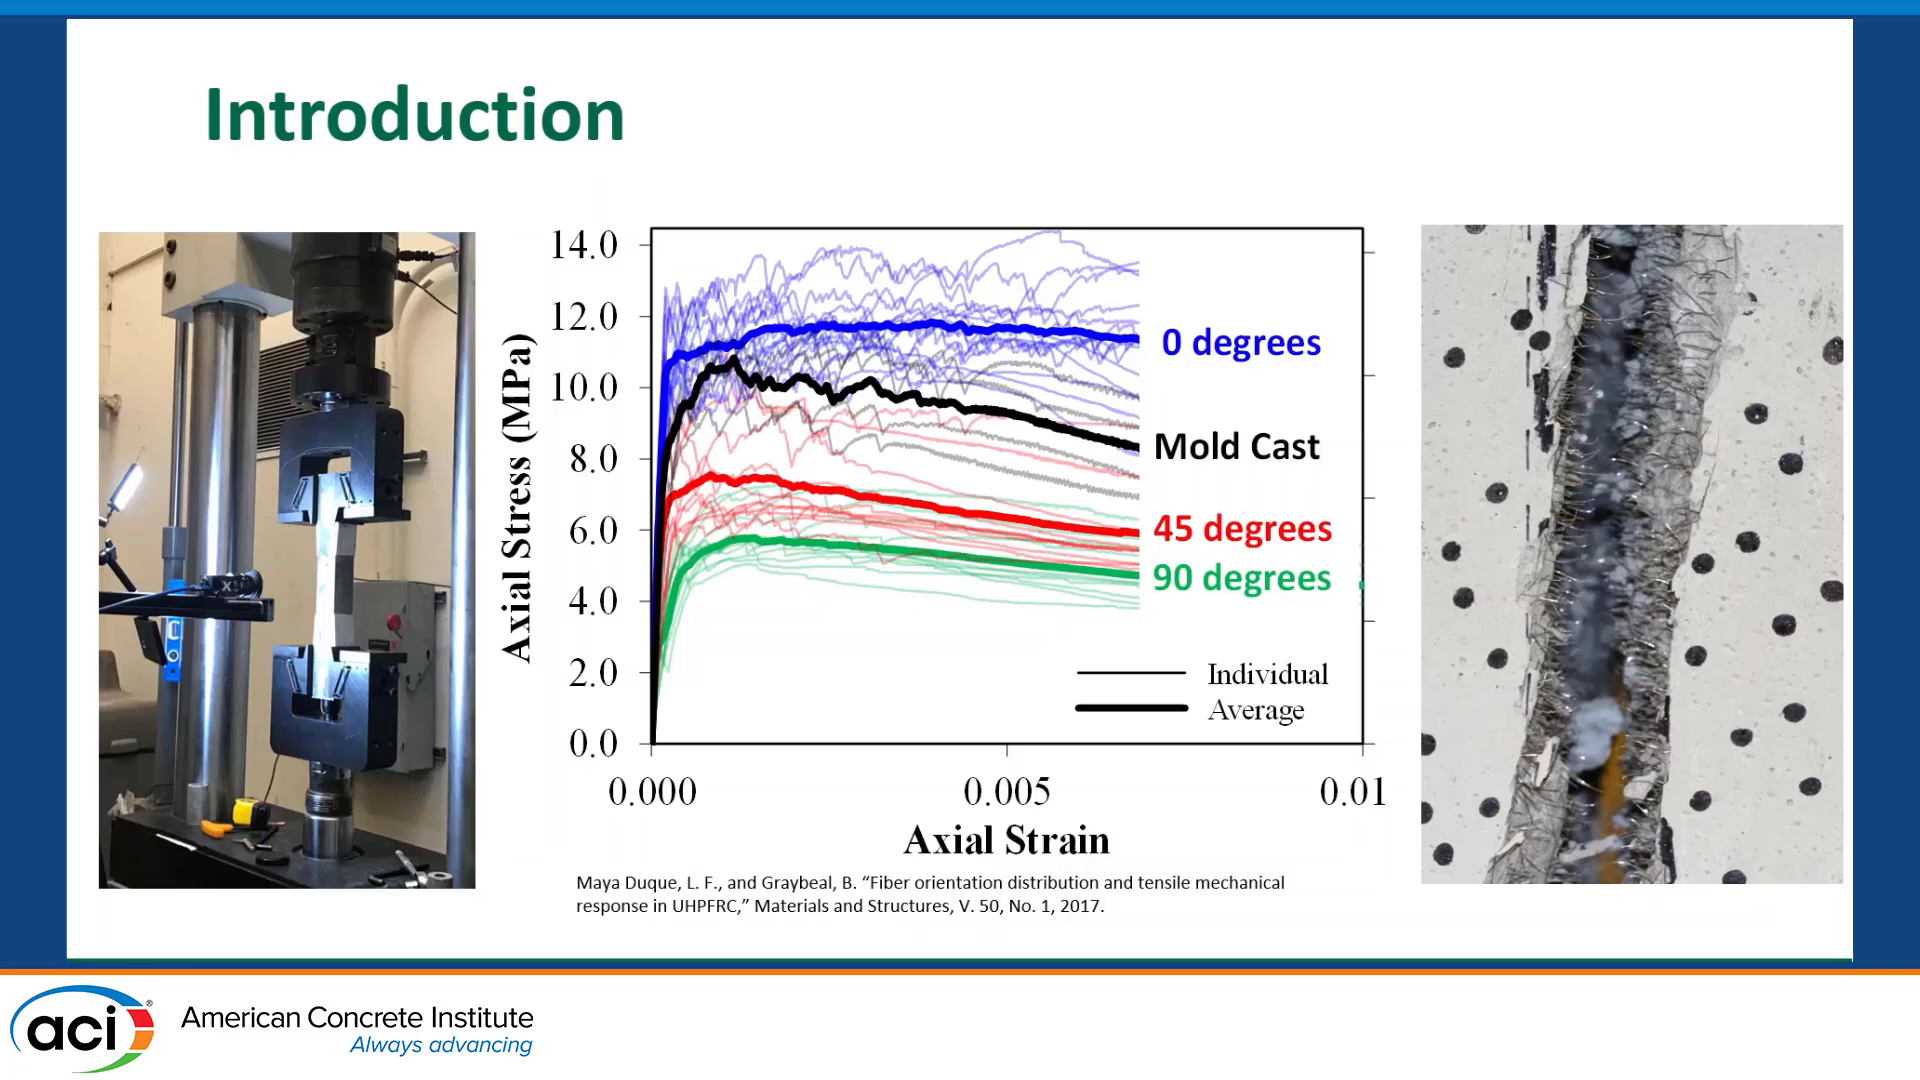 Introduction
Axial Stress (MPa)
14.0
12.0
10.0
8.0
6.0
4.0
2.0
0.0
0.000
0.005
0.01
Axial Strain
0 degrees
Mold Cast
45 degrees
90 degrees
Individual
Average
Maya Duque, L. F., and Graybeal, B. “Fiber orientation distribution and tensile mechanical
response in UHPFRC,” Materials and Structures, V. 50, No. 1, 2017.
aci®
American Concrete Institute
Always advancing